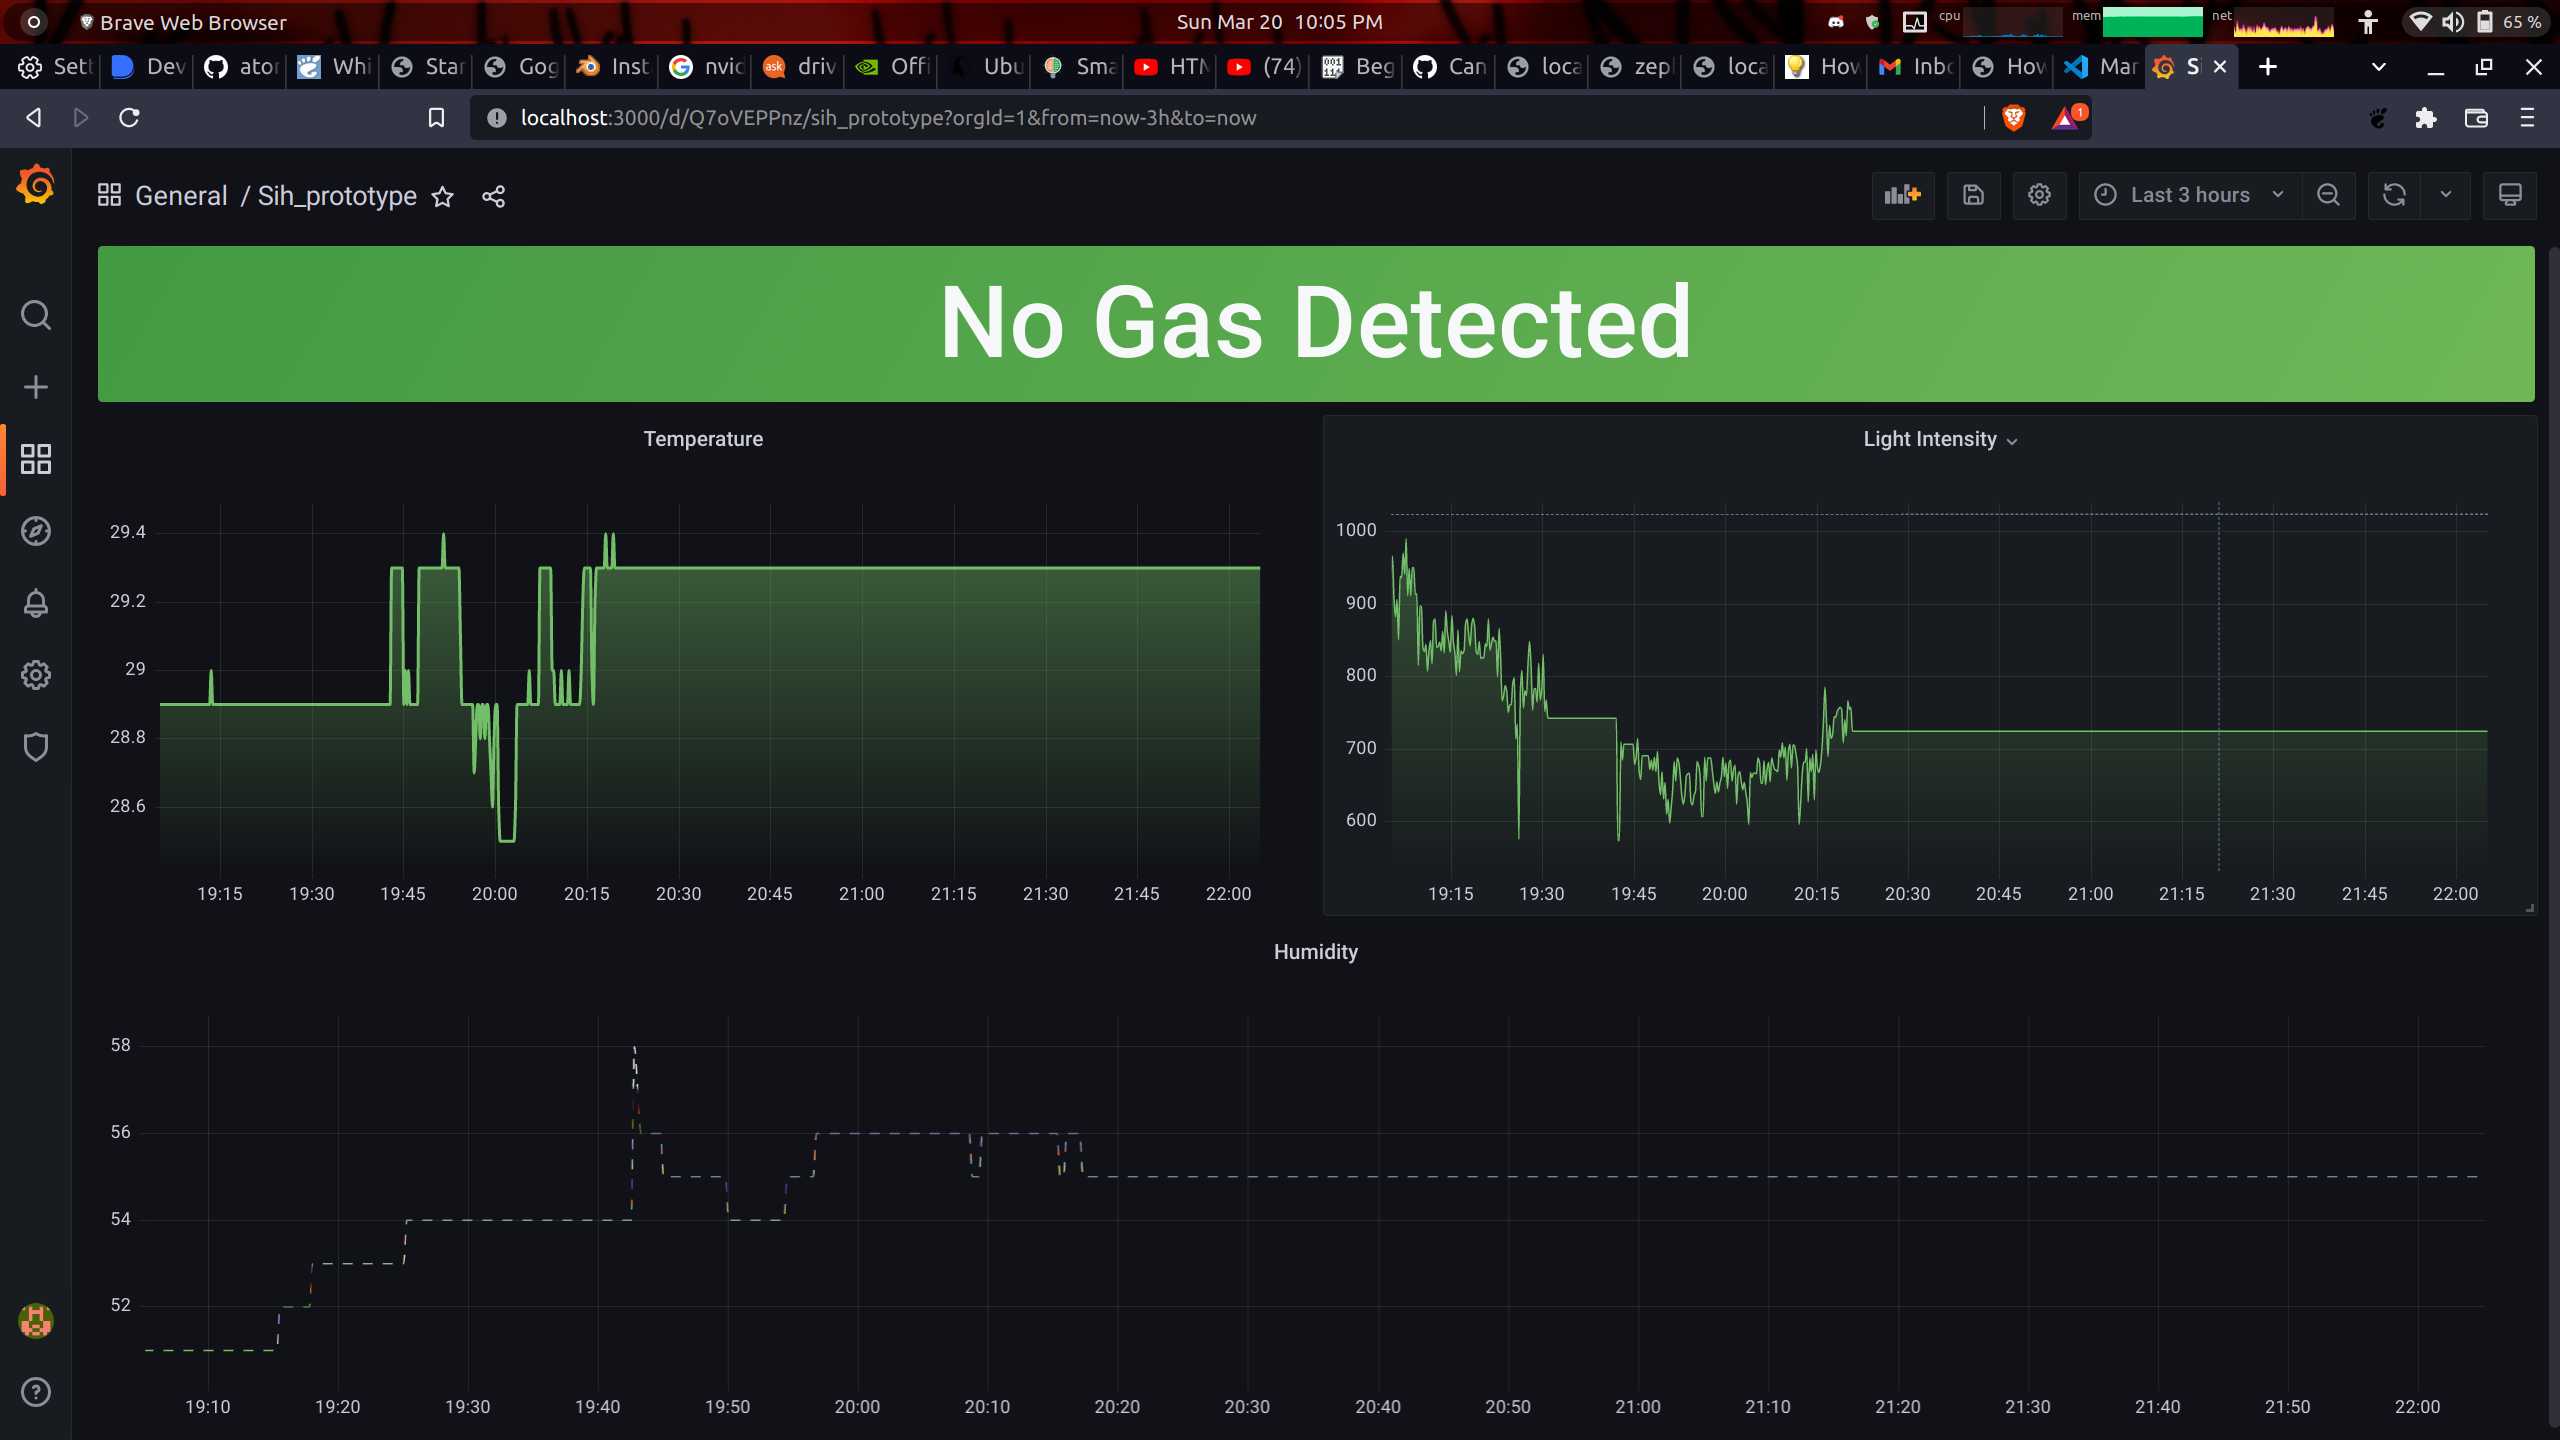 Brave Web Browser
Sun Mar 20 10:05 PM
cpu
mem
net
65 %
Sett
Dev
ator
Whi
Star
Gog
Inst
nvid
ask
driv
Offi
Ubu
Sma
HTM
(74)
Beg
Can
loca
zepl
loca
How
Inbo
How
Mar
localhost:3000/d/Q7oVEPPnz/sih_prototype?orgId=1&from=now-3h&to=now
1
General / Sih_prototype
Last 3 hours
No Gas Detected
Temperature
29.4
29.2
29
28.8
28.6
19:15 19:30 19:45 20:00 20:15 20:30 20:45 21:00 21:15 21:30 21:45 22:00
Light Intensity
1000
900
800
700
600
19:15 19:30 19:45 20:00 20:15 20:30 20:45 21:00 21:15 21:30 21:45 22:00
Humidity
58
56
54
52
19:10 19:20 19:30 19:40 19:50 20:00 20:10 20:20 20:30 20:40 20:50 21:00 21:10 21:20 21:30 21:40 21:50 22:00